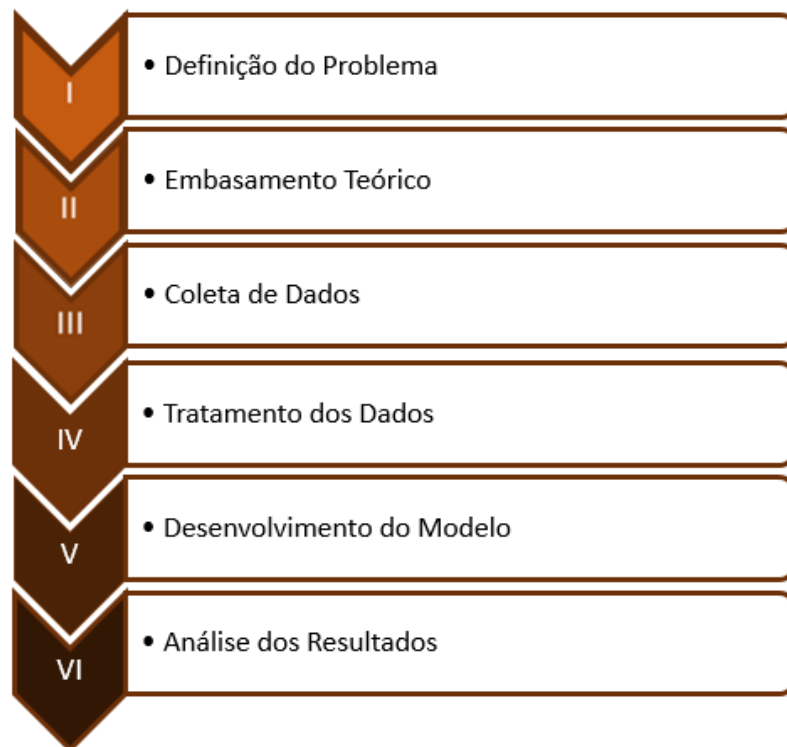 I
• Definição do Problema
II
• Embasamento Teórico
III
• Coleta de Dados
IV
• Tratamento dos Dados
V
• Desenvolvimento do Modelo
VI
• Análise dos Resultados